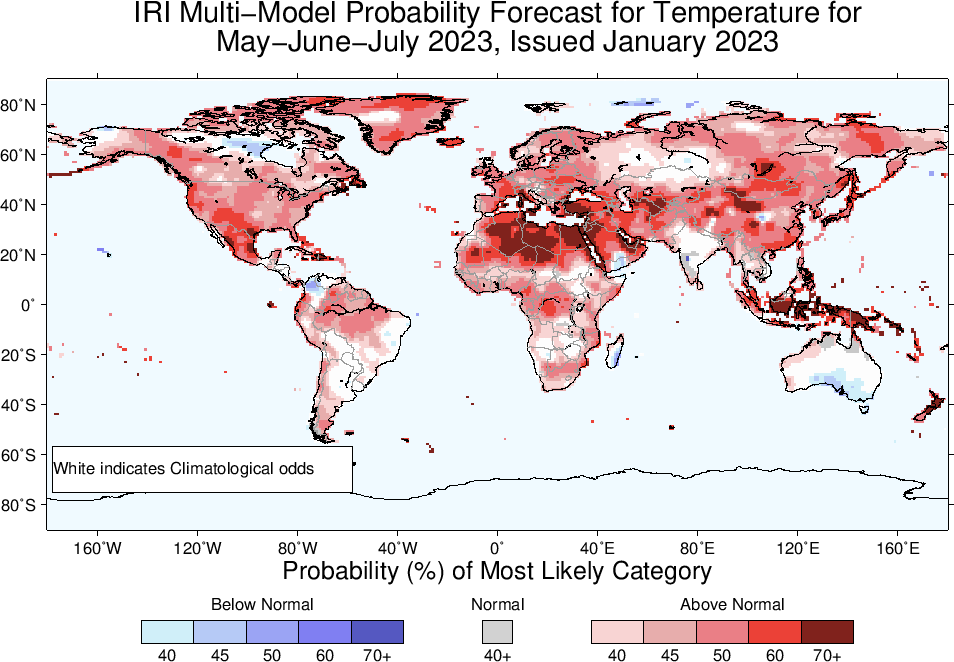 IRI Multi−Model Probability Forecast for Temperature for
May−June−July 2023, Issued January 2023
80˚N
60˚N
40˚N
20˚N
0˚
20˚S
40˚S
60˚S
80˚S
White indicates Climatological odds
160˚W 120˚W 80˚W 40˚W 0˚ 40˚E 80˚E 120˚E 160˚E
Probability (%) of Most Likely Category
Below Normal Normal Above Normal
40 45 50 60 70+ 40+ 40 45 50 60 70+